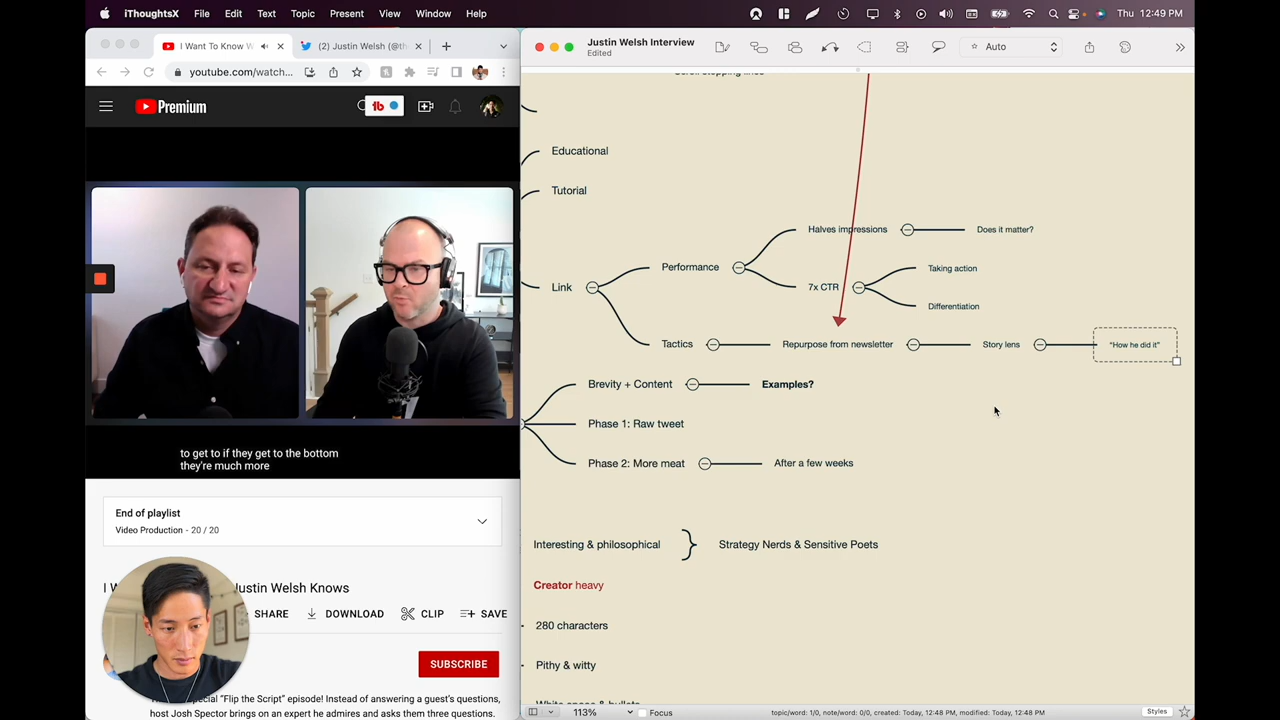 iThoughtsX File Edit Text Topic Present View Window Help Thu 12:49 PM
I Want To Know W
(2) Justin Welsh (@th
youtube.com/watch...
Premium
to get to if they get to the bottom
they're much more
End of playlist
Video Production - 20 / 20
Justin Welsh Knows
SHARE DOWNLOAD CLIP SAVE
SUBSCRIBE
special "Flip the Script" episode! Instead of answering a guest's questions,
host Josh Spector brings on an expert he admires and asks them three questions.
Justin Welsh Interview
Edited
Auto
Scroll stopping lines
Educational
Tutorial
Halves impressions Does it matter?
Performance
Taking action
Link 7x CTR
Differentiation
Tactics Repurpose from newsletter Story lens "How he did it"
Brevity + Content Examples?
Phase 1: Raw tweet
Phase 2: More meat After a few weeks
Interesting & philosophical Strategy Nerds & Sensitive Poets
Creator heavy
280 characters
Pithy & witty
White space & bullets
113% Focus topic/word: 1/0, note/word: 0/0, created: Today, 12:48 PM, modified: Today, 12:48 PM Styles